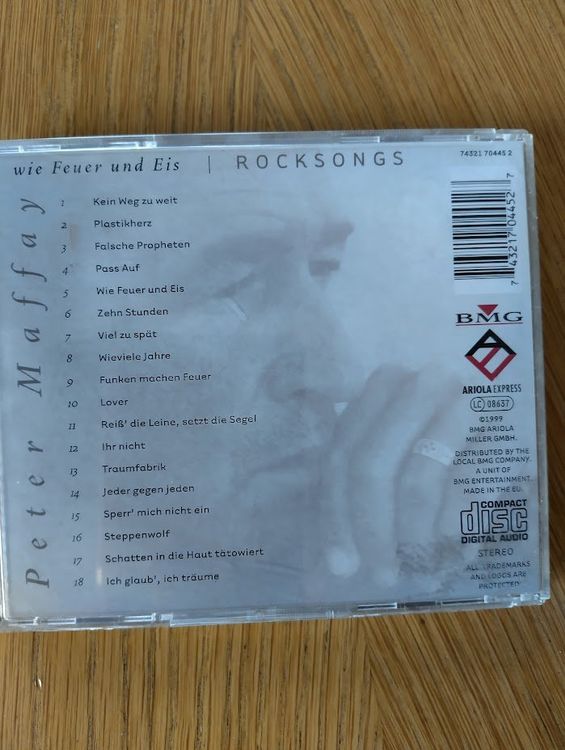 wie Feuer und Eis | ROCKSONGS
74321 70445 2
Peter Maffay
1 Kein Weg zu weit
2 Plastikherz
3 Falsche Propheten
4 Pass Auf
5 Wie Feuer und Eis
6 Zehn Stunden
7 Viel zu spät
8 Wieviele Jahre
9 Funken machen Feuer
10 Lover
11 Reiß' die Leine, setzt die Segel
12 Ihr nicht
13 Traumfabrik
14 Jeder gegen jeden
15 Sperr' mich nicht ein
16 Steppenwolf
17 Schatten in die Haut tätowiert
18 Ich glaub', ich träume
7 43217 04452 7
BMG
ARIOLA EXPRESS
LC 08637
©1999
BMG ARIOLA
MILLER GMBH.
DISTRIBUTED BY THE
LOCAL BMG COMPANY.
A UNIT OF
BMG ENTERTAINMENT.
MADE IN THE EU.
COMPACT
disc
DIGITAL AUDIO
STEREO
ALL TRADEMARKS
AND LOGOS ARE
PROTECTED